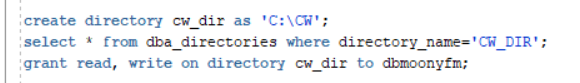 create directory cw_dir as 'C:\CW';
select * from dba_directories where directory_name='CW_DIR';
grant read, write on directory cw_dir to dbmoonyfm;